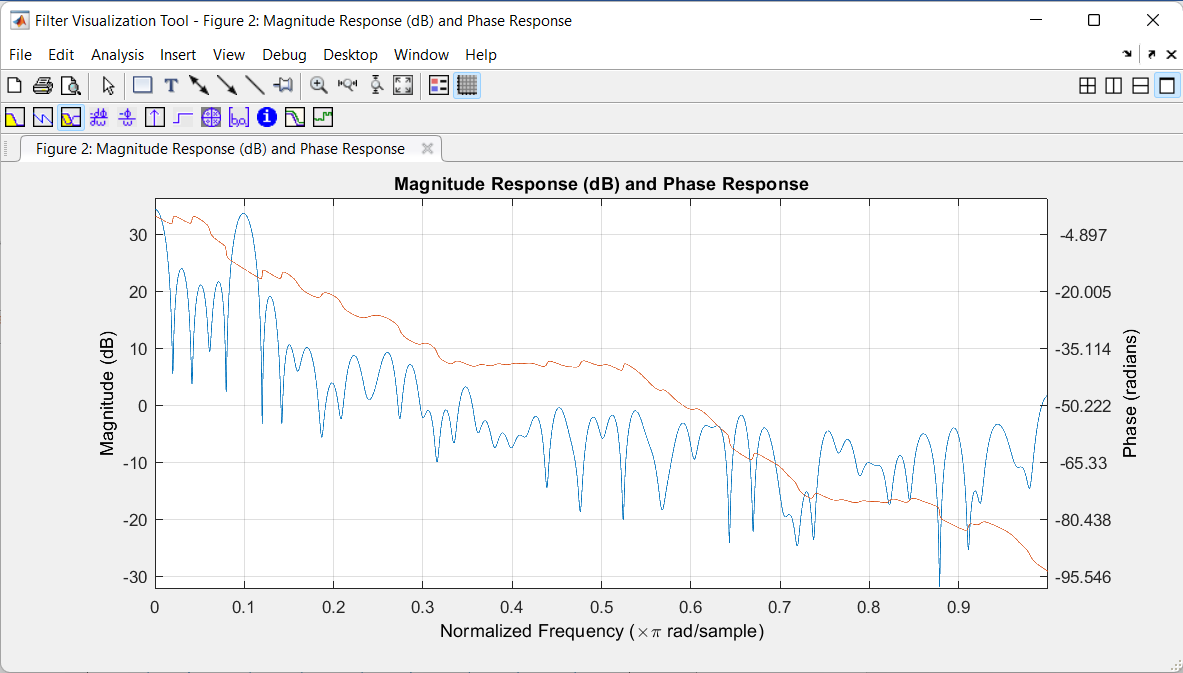 Filter Visualization Tool - Figure 2: Magnitude Response (dB) and Phase Response
File Edit Analysis Insert View Debug Desktop Window Help
Figure 2: Magnitude Response (dB) and Phase Response
Magnitude Response (dB) and Phase Response
30
20
10
0
-10
-20
-30
Magnitude (dB)
-4.897
-20.005
-35.114
-50.222
-65.33
-80.438
-95.546
Phase (radians)
0 0.1 0.2 0.3 0.4 0.5 0.6 0.7 0.8 0.9
Normalized Frequency (×π rad/sample)